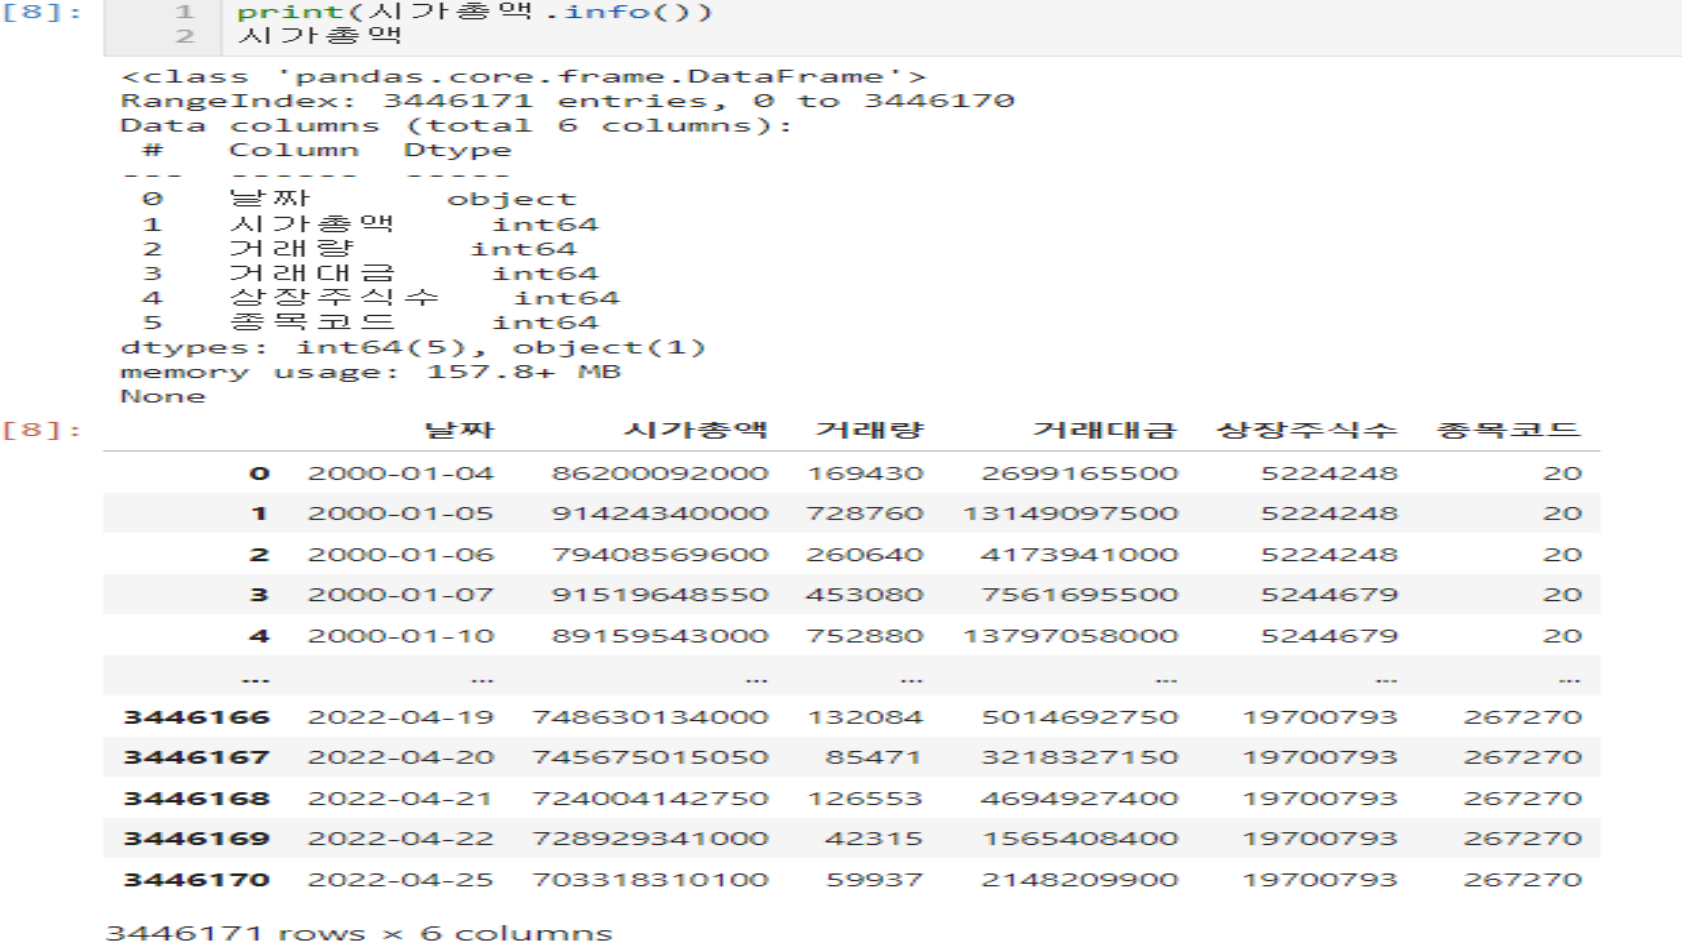 [8]: 1 print(시가총액.info())
2 시가총액
<class 'pandas.core.frame.DataFrame'>
RangeIndex: 3446171 entries, 0 to 3446170
Data columns (total 6 columns):
# Column Dtype
--- ------ -----
0 날짜 object
1 시가총액 int64
2 거래량 int64
3 거래대금 int64
4 상장주식수 int64
5 종목코드 int64
dtypes: int64(5), object(1)
memory usage: 157.8+ MB
None
[8]: 날짜 시가총액 거래량 거래대금 상장주식수 종목코드
0 2000-01-04 86200092000 169430 2699165500 5224248 20
1 2000-01-05 91424340000 728760 13149097500 5224248 20
2 2000-01-06 79408569600 260640 4173941000 5224248 20
3 2000-01-07 91519648550 453080 7561695500 5244679 20
4 2000-01-10 89159543000 752880 13797058000 5244679 20
... ... ... ... ... ... ...
3446166 2022-04-19 748630134000 132084 5014692750 19700793 267270
3446167 2022-04-20 745675015050 85471 3218327150 19700793 267270
3446168 2022-04-21 724004142750 126553 4694927400 19700793 267270
3446169 2022-04-22 728929341000 42315 1565408400 19700793 267270
3446170 2022-04-25 703318310100 59937 2148209900 19700793 267270
3446171 rows × 6 columns